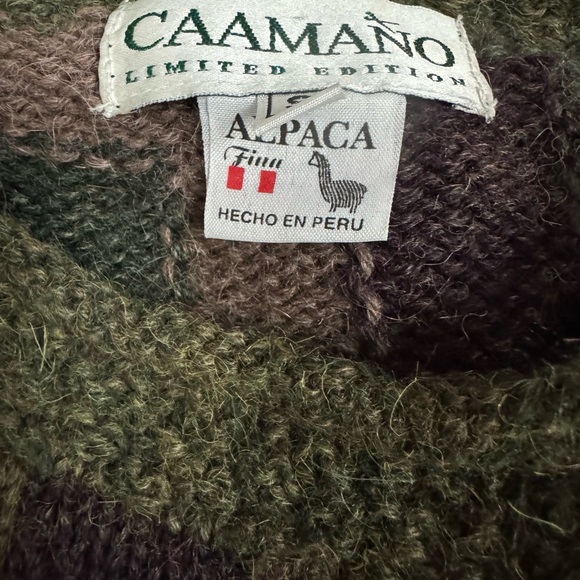 CAAMAÑO
LIMITED EDITION
ALPACA
Fina
HECHO EN PERU